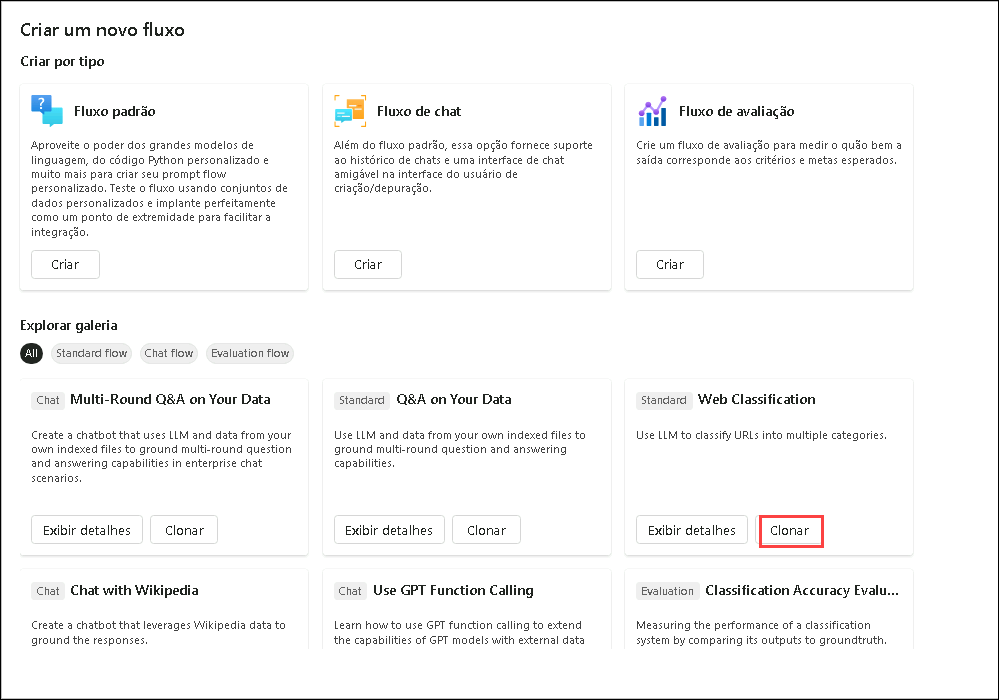 Criar um novo fluxo
Criar por tipo
Fluxo padrão
Aproveite o poder dos grandes modelos de
linguagem, do código Python personalizado e
muito mais para criar seu prompt flow
personalizado. Teste o fluxo usando conjuntos de
dados personalizados e implante perfeitamente
como um ponto de extremidade para facilitar a
integração.
Criar
Fluxo de chat
Além do fluxo padrão, essa opção fornece suporte
ao histórico de chats e uma interface de chat
amigável na interface do usuário de
criação/depuração.
Criar
Fluxo de avaliação
Crie um fluxo de avaliação para medir o quão bem a
saída corresponde aos critérios e metas esperados.
Criar
Explorar galeria
All Standard flow Chat flow Evaluation flow
Chat Multi-Round Q&A on Your Data
Create a chatbot that uses LLM and data from your
own indexed files to ground multi-round question
and answering capabilities in enterprise chat
scenarios.
Exibir detalhes Clonar
Standard Q&A on Your Data
Use LLM and data from your own indexed files to
ground multi-round question and answering
capabilities.
Exibir detalhes Clonar
Standard Web Classification
Use LLM to classify URLs into multiple categories.
Exibir detalhes Clonar
Chat Chat with Wikipedia
Create a chatbot that leverages Wikipedia data to
ground the responses.
Chat Use GPT Function Calling
Learn how to use GPT function calling to extend
the capabilities of GPT models with external data
Evaluation Classification Accuracy Evalu...
Measuring the performance of a classification
system by comparing its outputs to groundtruth.